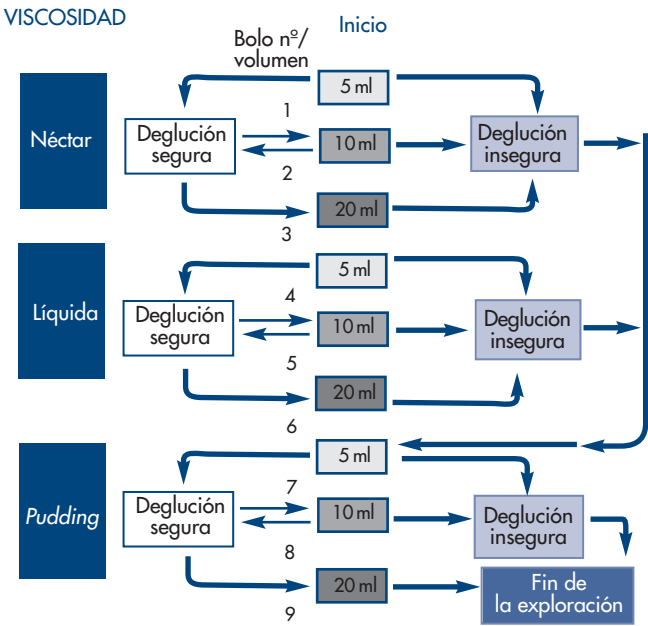 VISCOSIDAD
Bolo nº/
volumen
Inicio
5 ml
1
Néctar
Deglución
segura
10 ml
Deglución
insegura
2
20 ml
3
5 ml
4
Líquida
Deglución
segura
10 ml
Deglución
insegura
5
20 ml
6
5 ml
7
Pudding
Deglución
segura
10 ml
Deglución
insegura
8
20 ml
Fin de
la exploración
9